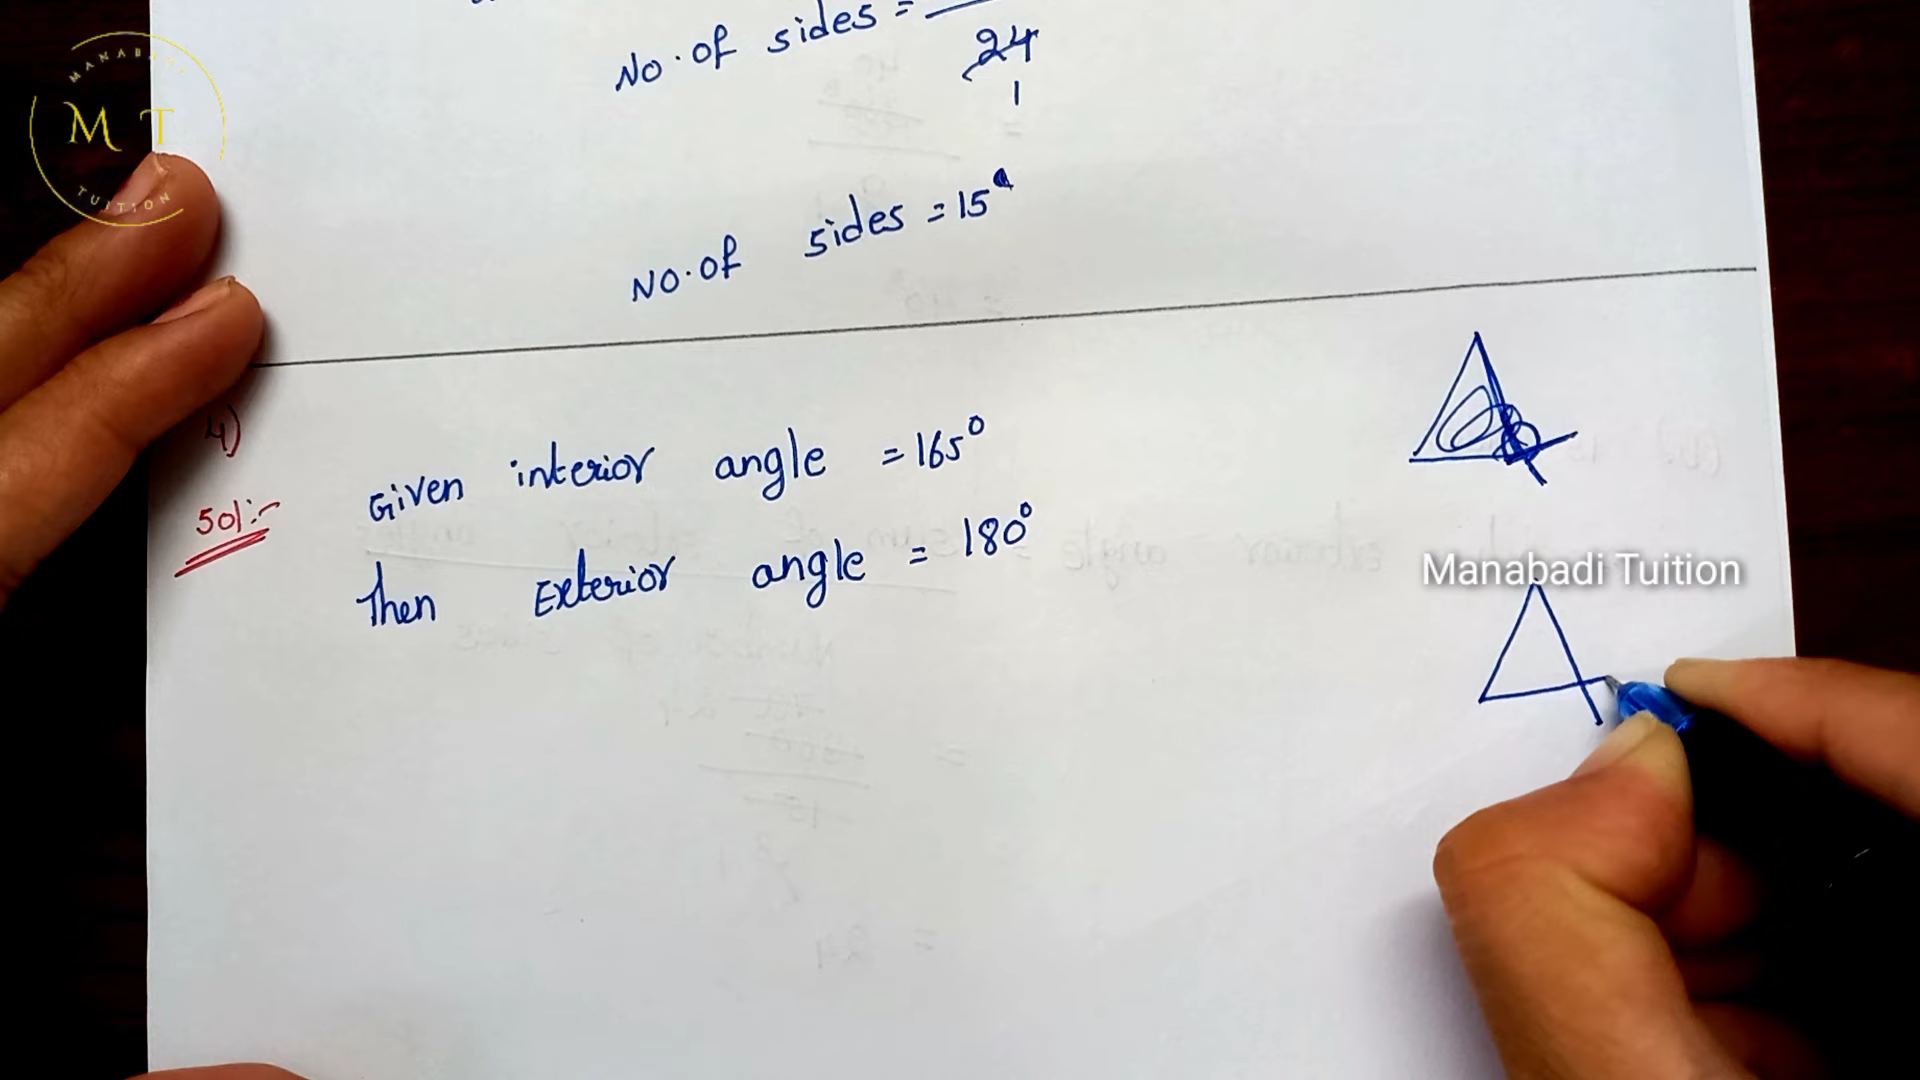 MANABADI
M T
TUITION
No. of sides =
24
1
=
No. of sides = 15
4)
Sol:-
Given interior angle = 165°
Then Exterior angle = 180°
Manabadi Tuition